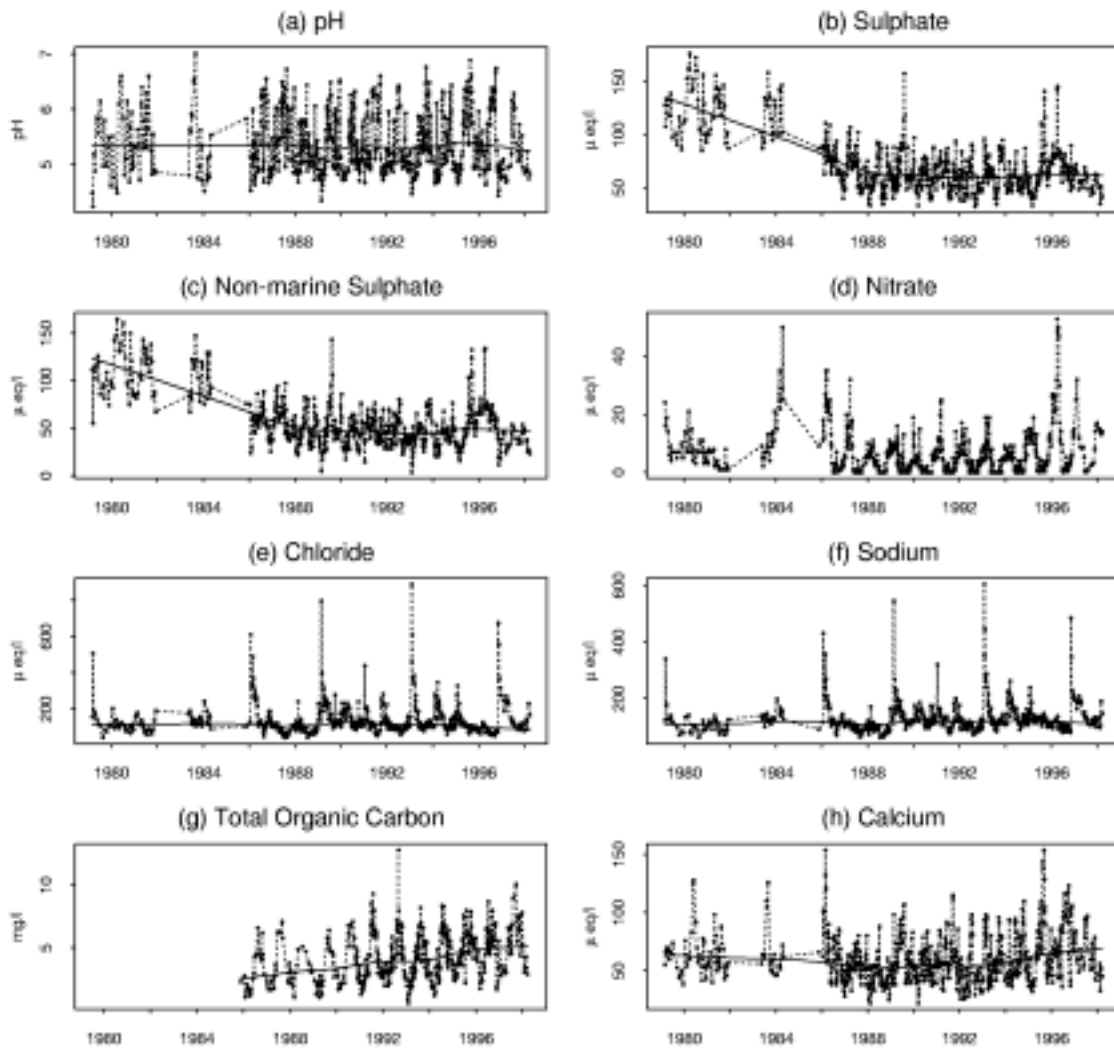 (a) pH
7
6
5
pH
1980 1984 1988 1992 1996
(b) Sulphate
150
100
50
µ eq/l
1980 1984 1988 1992 1996
(c) Non-marine Sulphate
150
100
50
0
µ eq/l
1980 1984 1988 1992 1996
(d) Nitrate
40
20
0
µ eq/l
1980 1984 1988 1992 1996
(e) Chloride
600
200
µ eq/l
1980 1984 1988 1992 1996
(f) Sodium
600
400
200
µ eq/l
1980 1984 1988 1992 1996
(g) Total Organic Carbon
10
5
mg/l
1980 1984 1988 1992 1996
(h) Calcium
150
100
50
µ eq/l
1980 1984 1988 1992 1996